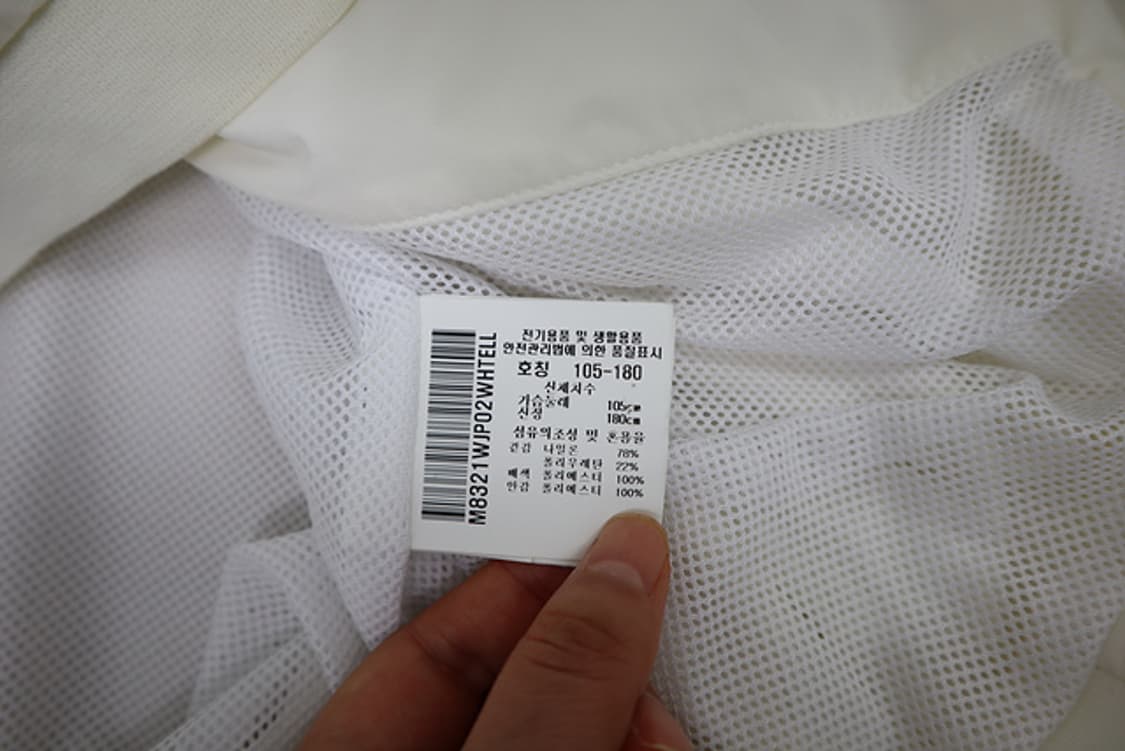 M8321WJP02WHTELL
전기용품 및 생활용품
안전관리법에 의한 품질표시
호칭 105-180
신체치수
가슴둘레 105cm
신장 180cm
섬유의조성 및 혼용율
겉감 나일론 78%
폴리우레탄 22%
배색 폴리에스터 100%
안감 폴리에스터 100%